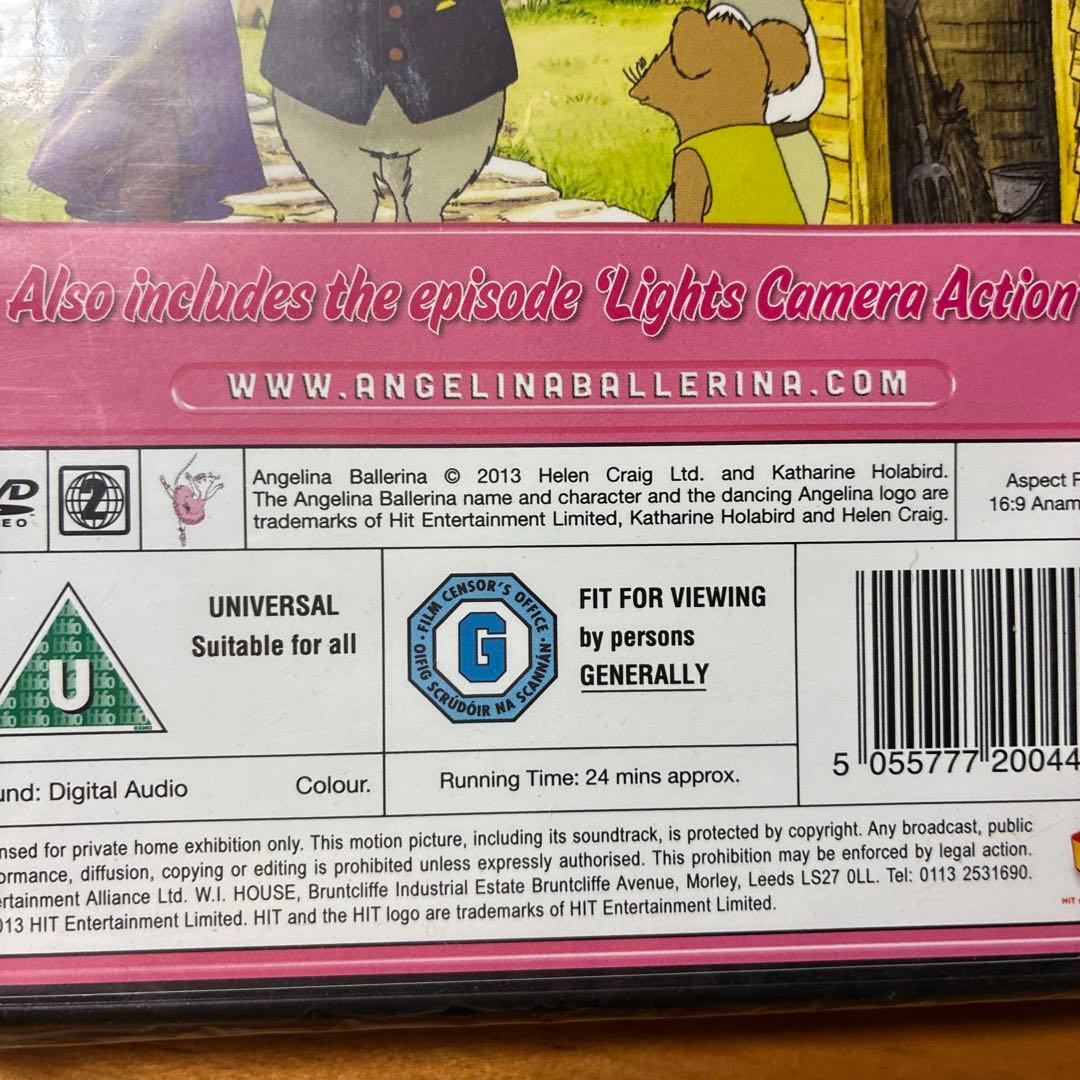 Also includes the episode 'Lights Camera Action'
WWW.ANGELINABALLERINA.COM
2
Angelina Ballerina © 2013 Helen Craig Ltd. and Katharine Holabird.
The Angelina Ballerina name and character and the dancing Angelina logo are
trademarks of Hit Entertainment Limited, Katharine Holabird and Helen Craig.
Aspect
16:9
U
UNIVERSAL
Suitable for all
FILM CENSOR'S OFFICE
G
OIFIG SCRÚDÓIR NA SCANNÁN
FIT FOR VIEWING
by persons
GENERALLY
5 055777 20044
Digital Audio
Colour.
Running Time: 24 mins approx.
for private home exhibition only. This motion picture, including its soundtrack, is protected by copyright. Any broadcast, public
diffusion, copying or editing is prohibited unless expressly authorised. This prohibition may be enforced by legal action.
Alliance Ltd. W.I. HOUSE, Bruntcliffe Industrial Estate Bruntcliffe Avenue, Morley, Leeds LS27 0LL. Tel: 0113 2531690.
HIT Entertainment Limited. HIT and the HIT logo are trademarks of HIT Entertainment Limited.
HIT